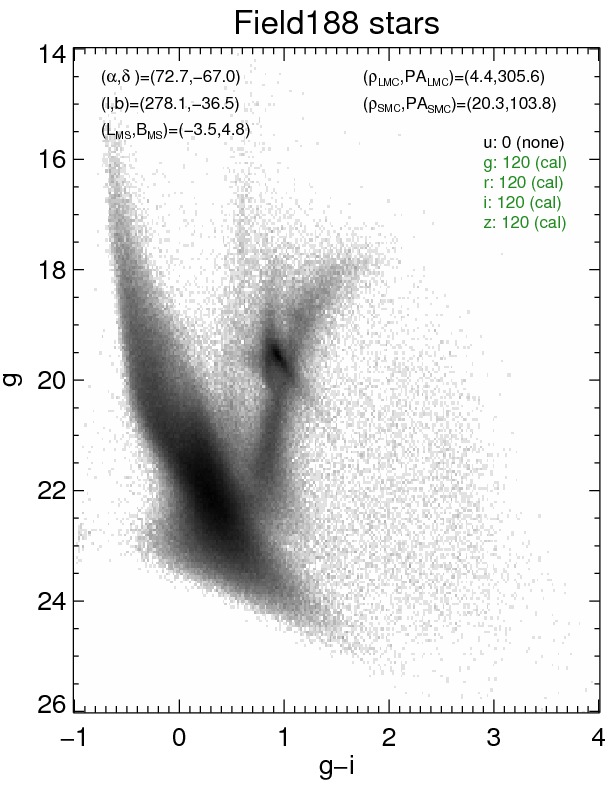 Field188 stars
14
(α,δ )=(72.7,−67.0)
(ρLMC,PALMC)=(4.4,305.6)
(l,b)=(278.1,−36.5)
(ρSMC,PASMC)=(20.3,103.8)
(LMS,BMS)=(−3.5,4.8)
u: 0 (none)
16
g: 120 (cal)
r: 120 (cal)
i: 120 (cal)
z: 120 (cal)
18
g
20
22
24
26
−1 0 1 2 3 4
g−i